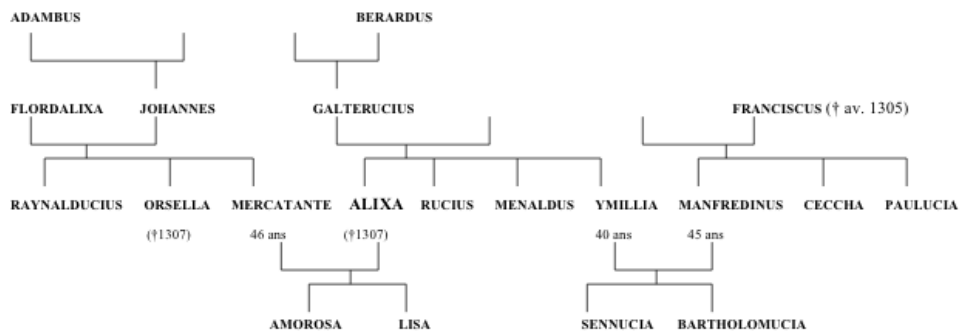 ADAMBUS BERARDUS
FLORDALIXA JOHANNES GALTERUCIUS FRANCISCUS († av. 1305)
RAYNALDUCIUS ORSELLA MERCATANTE ALIXA RUCIUS MENALDUS YMILLIA MANFREDINUS CECCHA PAULUCIA
(†1307) 46 ans (†1307) 40 ans 45 ans
AMOROSA LISA SENNUCIA BARTHOLOMUCIA